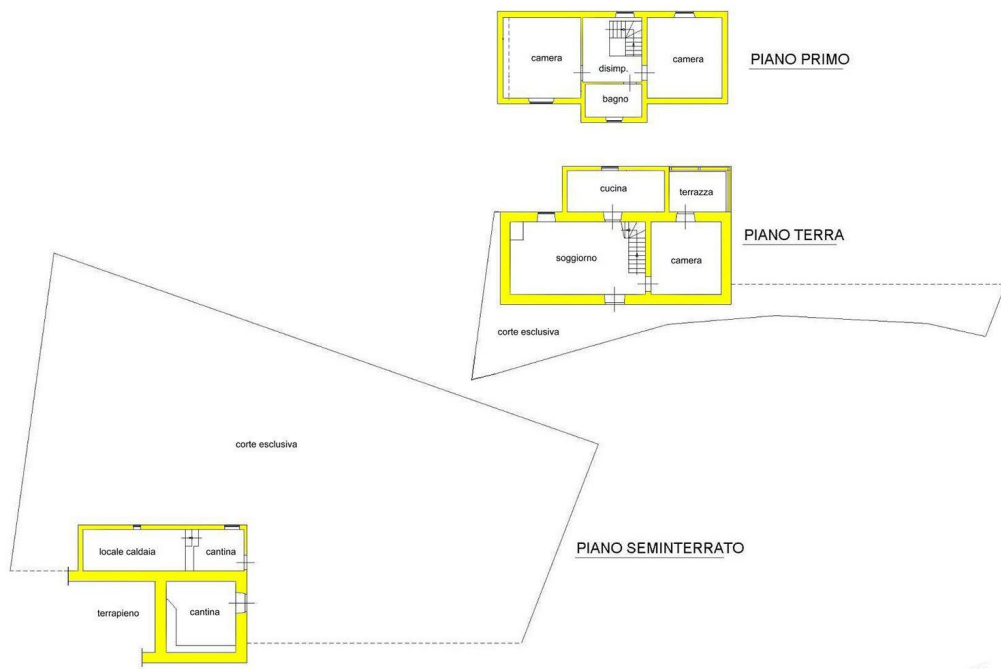 camera
disimp.
camera
bagno
PIANO PRIMO
cucina
terrazza
soggiorno
camera
corte esclusiva
PIANO TERRA
corte esclusiva
locale caldaia
cantina
terrapieno
cantina
PIANO SEMINTERRATO